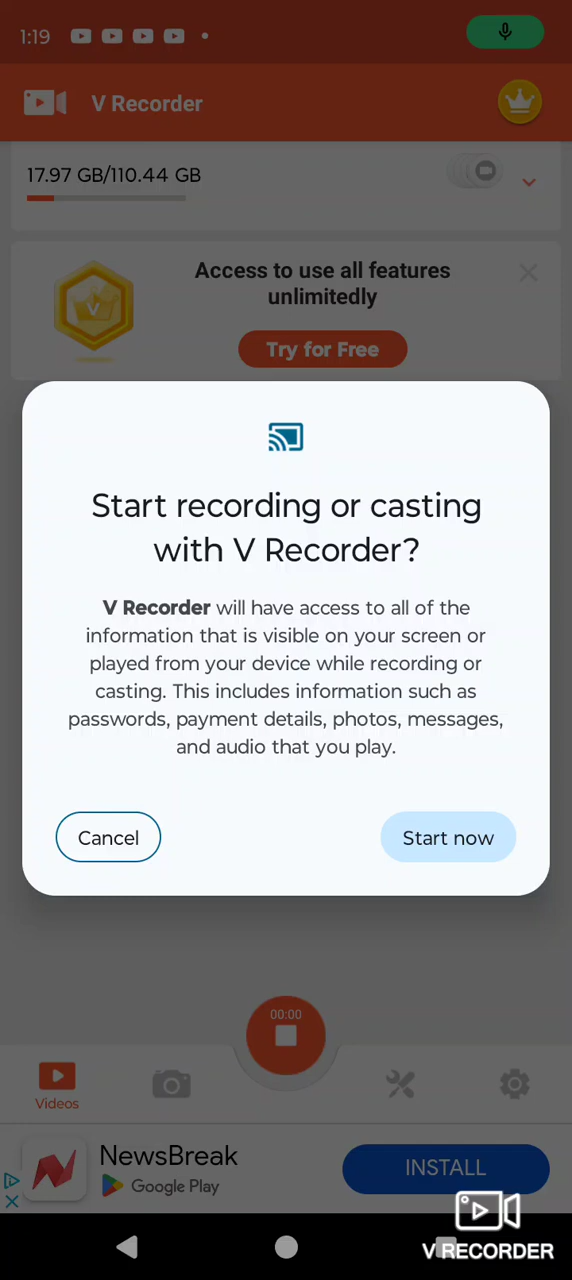 1:19
V Recorder
17.97 GB/110.44 GB
Access to use all features
unlimitedly
Try for Free
Start recording or casting
with V Recorder?
V Recorder will have access to all of the
information that is visible on your screen or
played from your device while recording or
casting. This includes information such as
passwords, payment details, photos, messages,
and audio that you play.
Cancel
Start now
00:00
Videos
NewsBreak
Google Play
INSTALL
V RECORDER